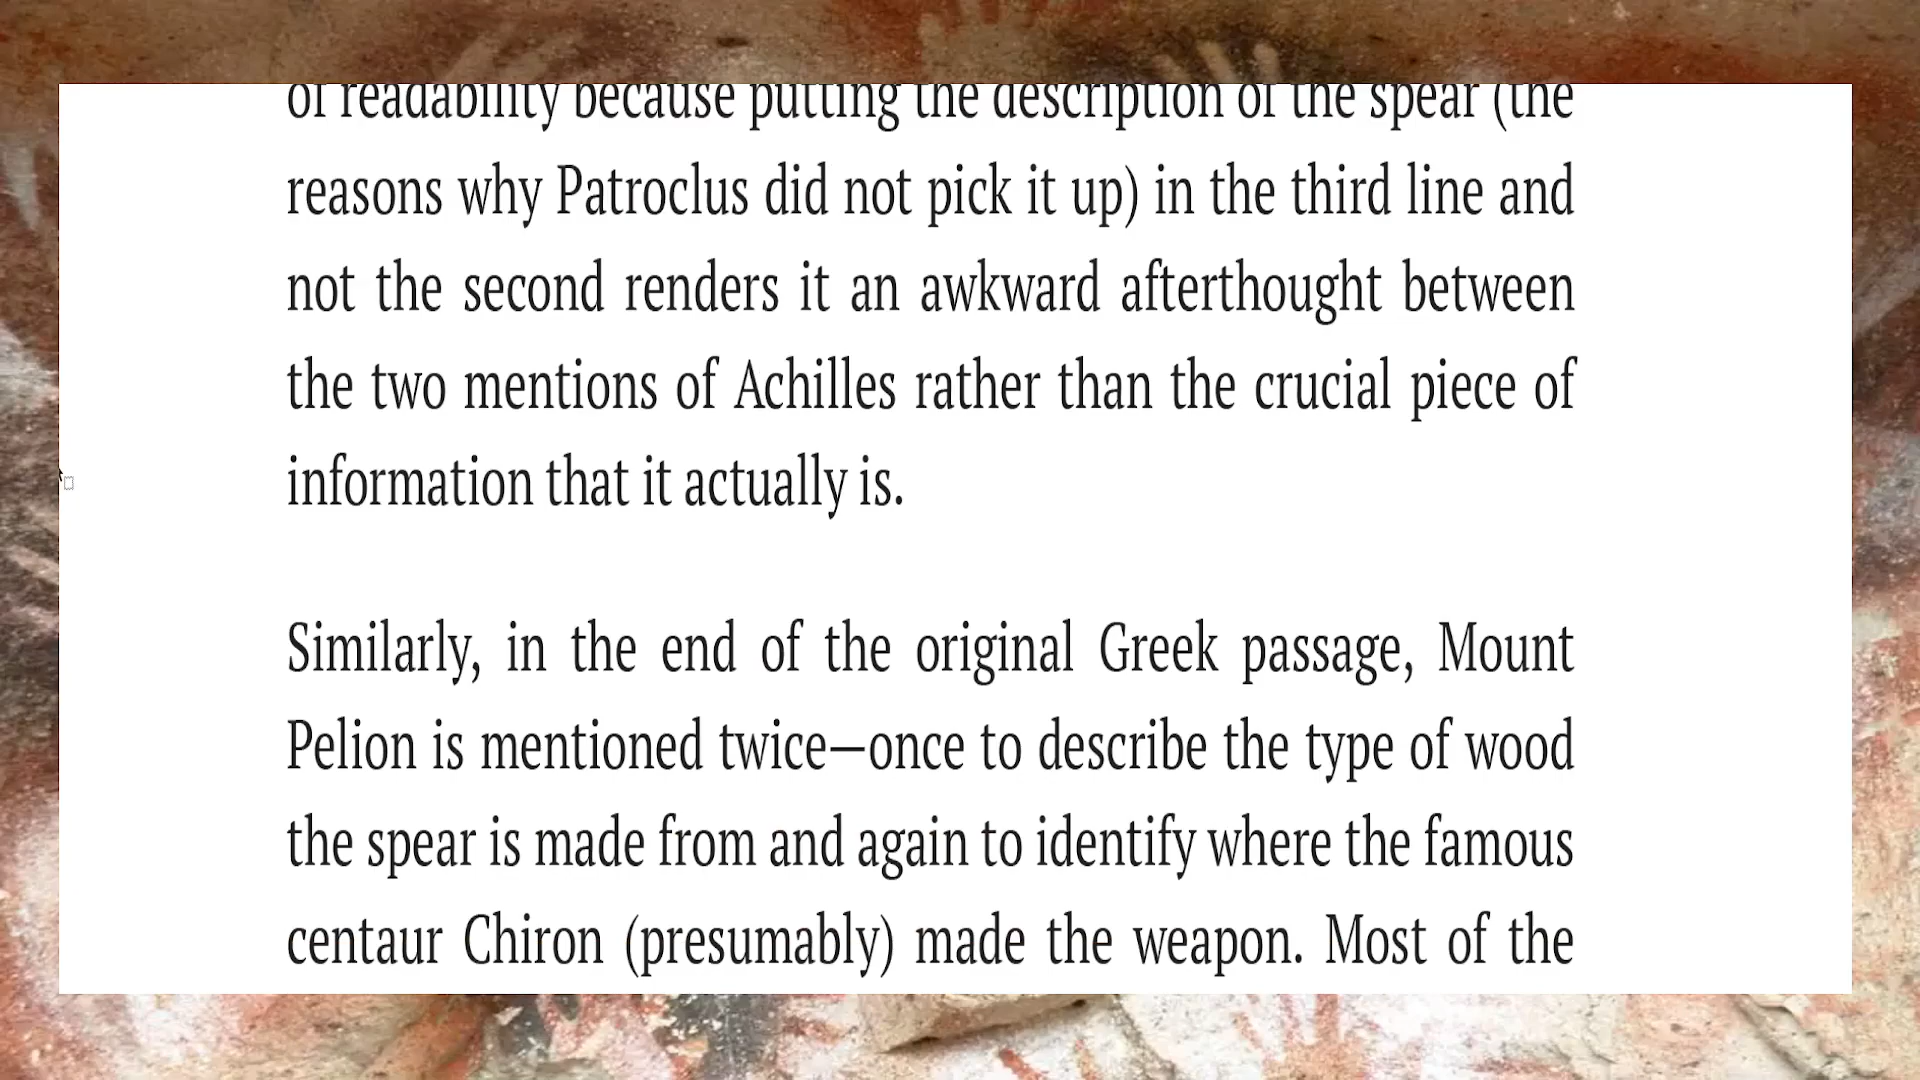 of readability because putting the description of the spear (the
reasons why Patroclus did not pick it up) in the third line and
not the second renders it an awkward afterthought between
the two mentions of Achilles rather than the crucial piece of
information that it actually is.
Similarly, in the end of the original Greek passage, Mount
Pelion is mentioned twice—once to describe the type of wood
the spear is made from and again to identify where the famous
centaur Chiron (presumably) made the weapon. Most of the